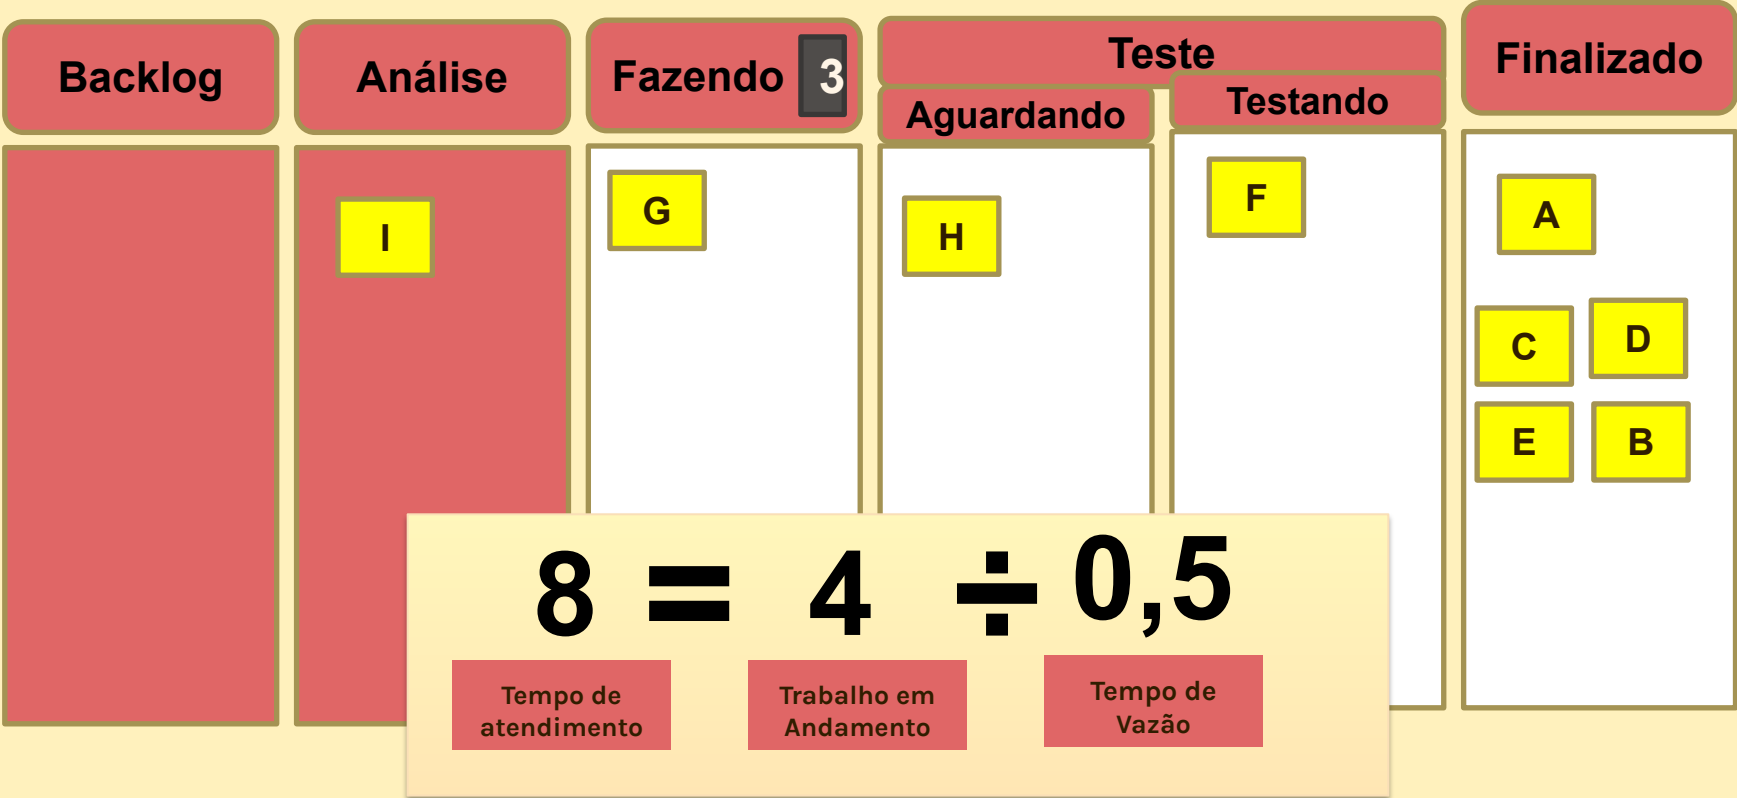 Backlog
Análise
Fazendo 3
Teste
Aguardando
Testando
Finalizado
I
G
H
F
A
C
D
E
B
8 = 4 ÷ 0,5
Tempo de
atendimento
Trabalho em
Andamento
Tempo de
Vazão